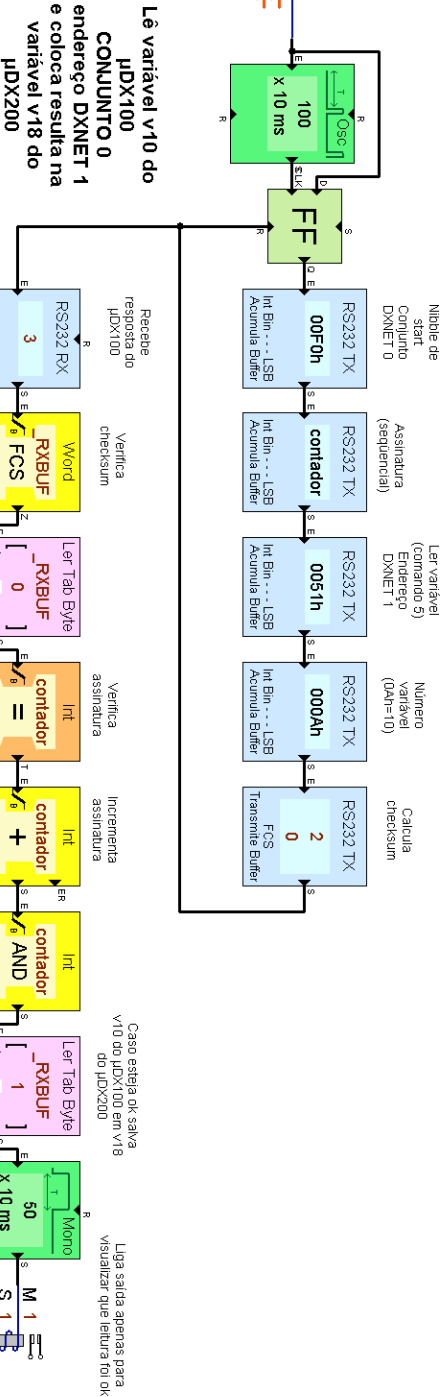 Lê variável v10 do
µDX100
CONJUNTO 0
endereço DXNET 1
e coloca resulta na
variável v18 do
µDX200
E
T
Osc
100
x 10 ms
R
R
S
CLK
D
FF
S
R
Q
Nibble de
start
Conjunto
DXNET 0
E
RS232 TX
00F0h
Int Bin - - - LSB
Acumula Buffer
S
Assinatura
(seqüencial)
E
RS232 TX
contador
Int Bin - - - LSB
Acumula Buffer
S
Ler variável
(comando 5)
Endereço
DXNET 1
E
RS232 TX
0051h
Int Bin - - - LSB
Acumula Buffer
S
Número
variável
(0Ah=10)
E
RS232 TX
000Ah
Int Bin - - - LSB
Acumula Buffer
S
Calcula
checksum
E
RS232 TX
2
0
FCS
Transmite Buffer
S
Recebe
resposta do
µDX100
R
E
RS232 RX
3
S
Verifica
checksum
E
Word
_RXBUF
FCS
B
Z
Ler Tab Byte
_RXBUF
[ 0 ]
S
Verifica
assinatura
E
Int
contador
=
B
T
Incrementa
assinatura
E
Int
contador
+
B
ER
S
E
Int
contador
AND
B
S
Caso esteja ok salva
v10 do µDX100 em v18
do µDX200
Ler Tab Byte
_RXBUF
[ 1 ]
S
Liga saída apenas para
visualizar que leitura foi ok
E
R
Mono
T
50
x 10 ms
S
M 1
S 1